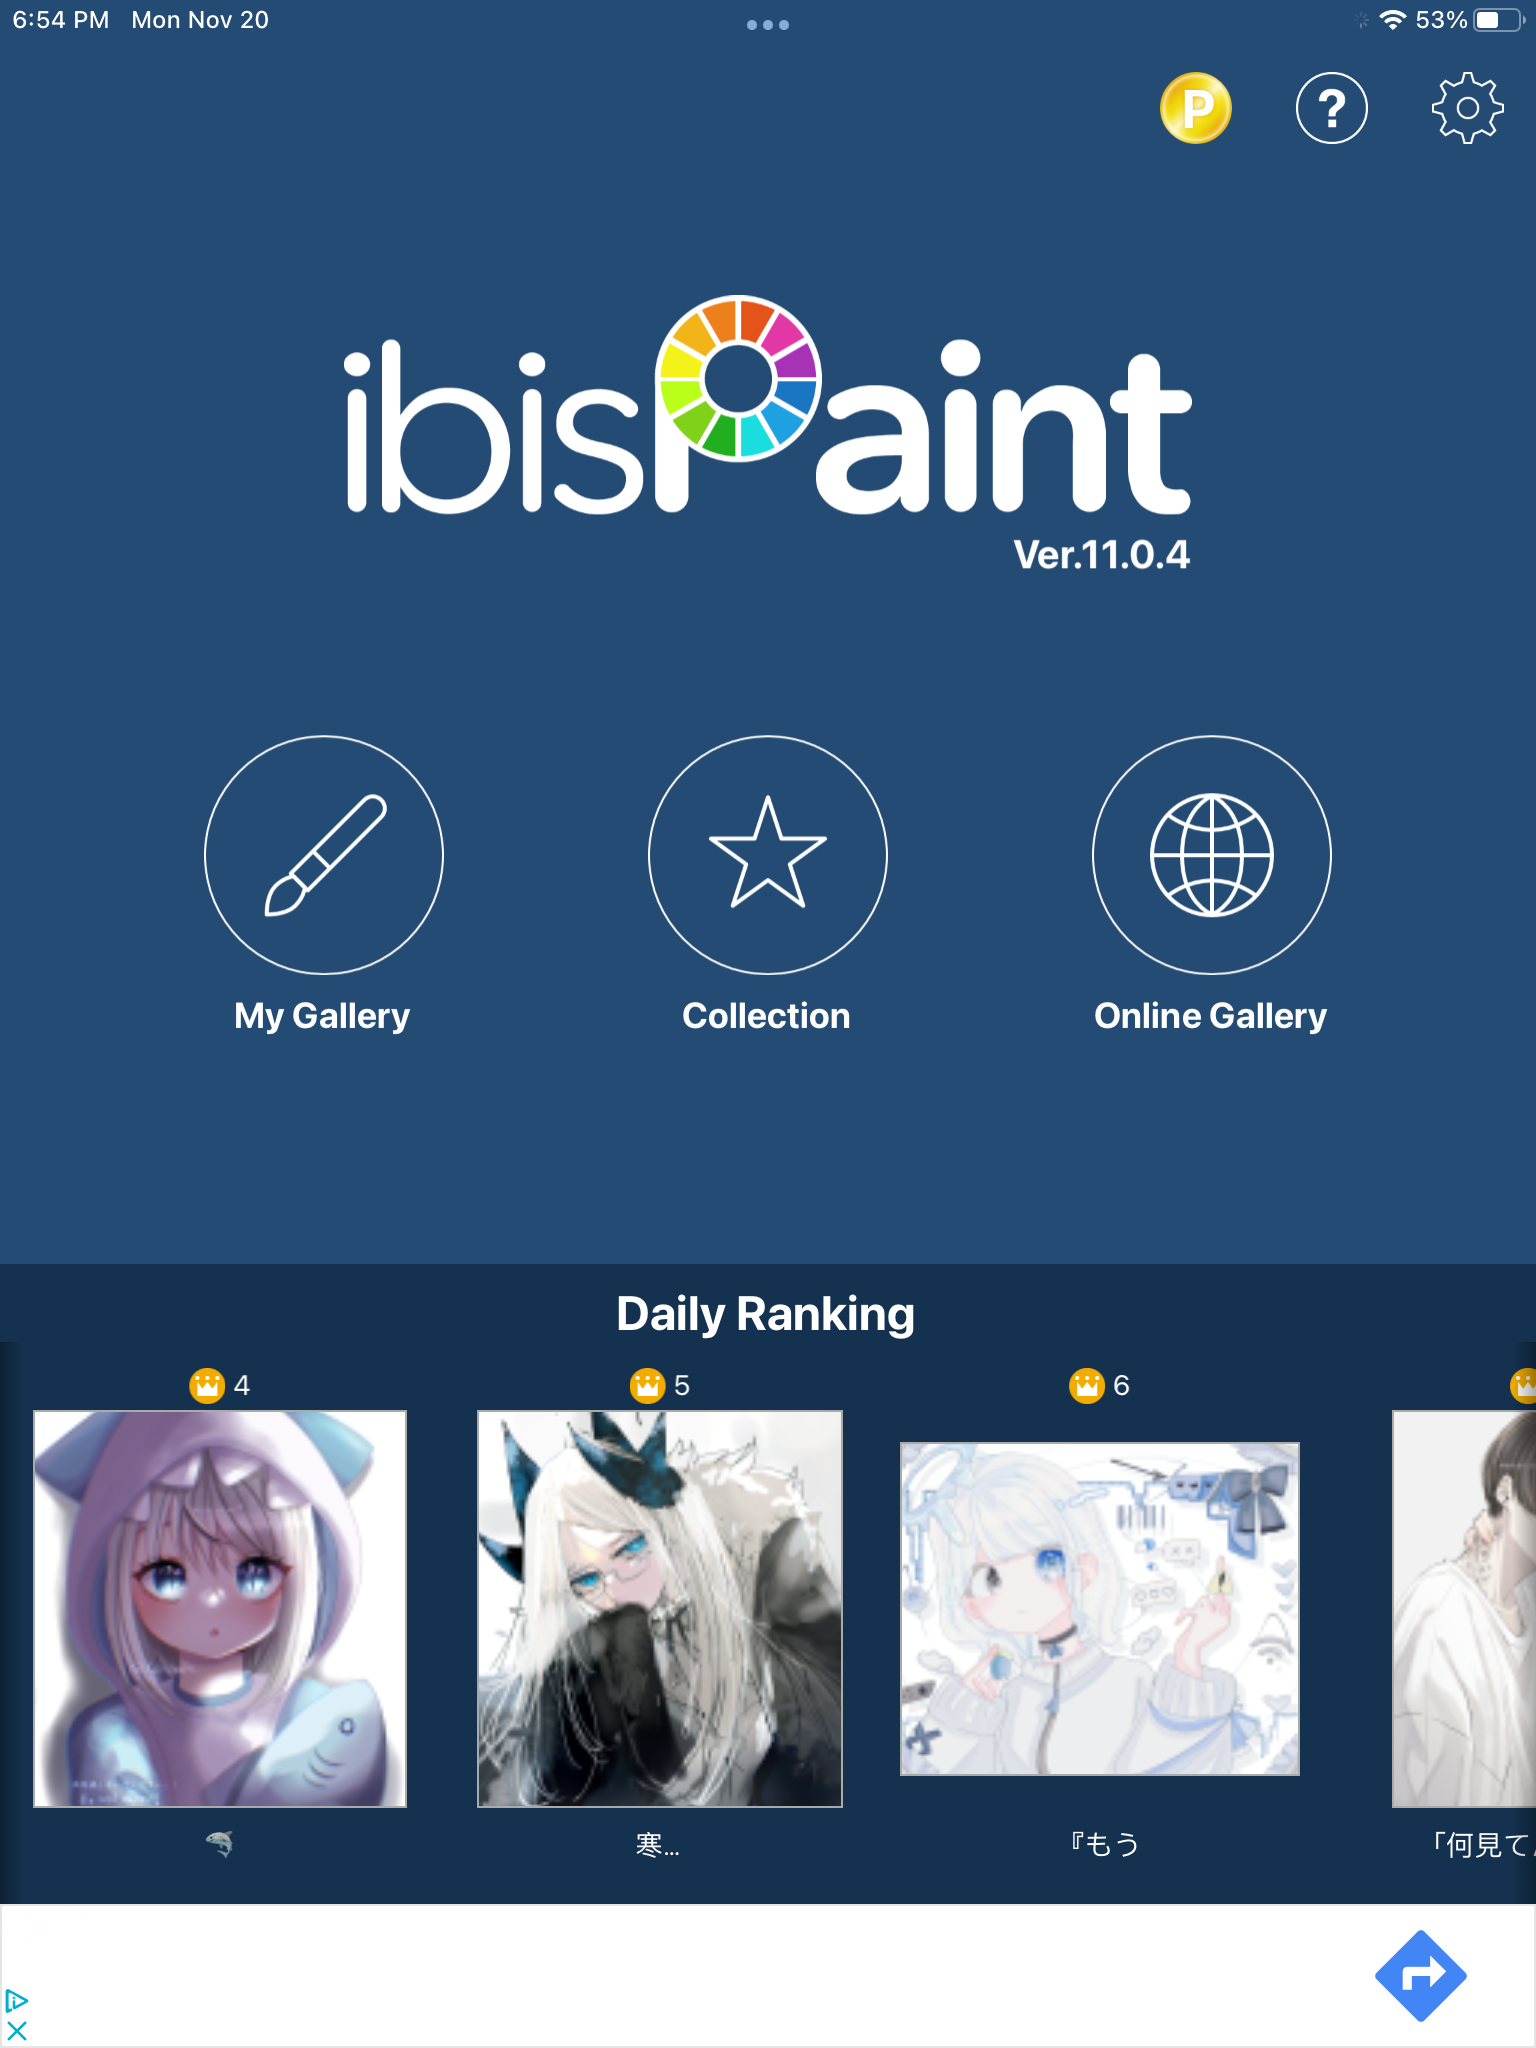 6:54 PM Mon Nov 20
53%
P
?
ibisPaint
Ver.11.0.4
My Gallery
Collection
Online Gallery
Daily Ranking
4
5
6
🦈
寒...
『もう
「何見て